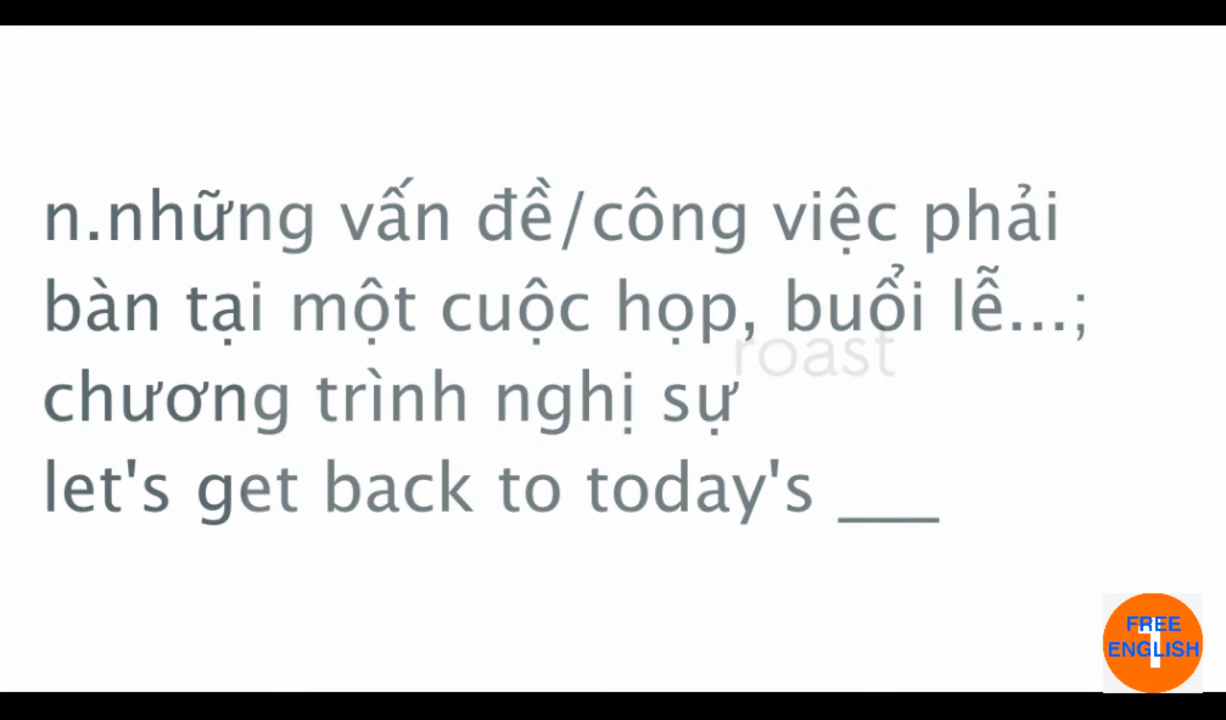 n.những vấn đề/công việc phải
bàn tại một cuộc họp, buổi lễ...;
roast
chương trình nghị sự
let's get back to today's ___
FREE
1
ENGLISH